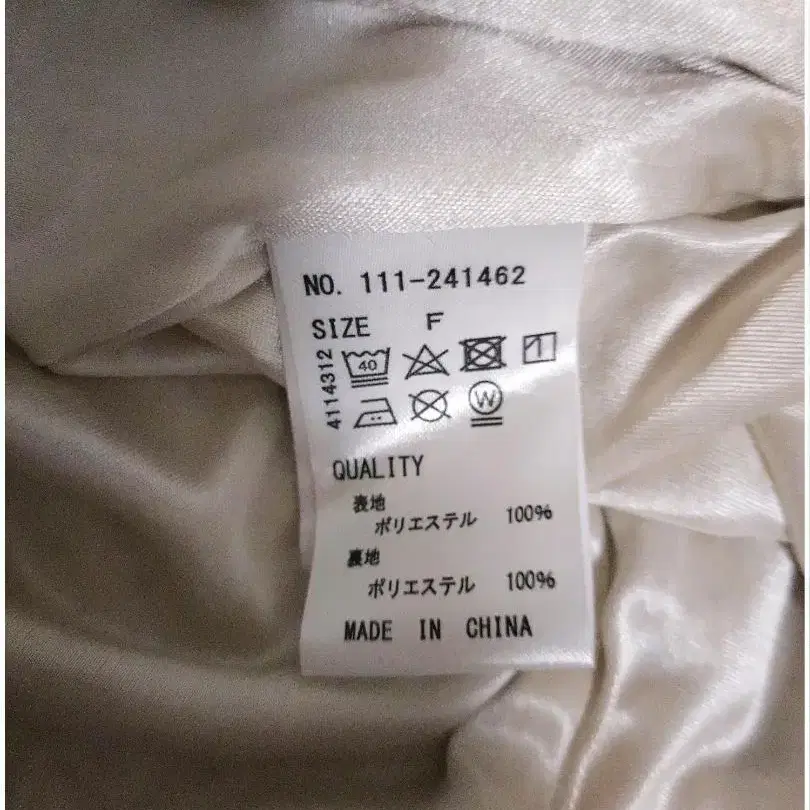 NO. 111-241462
SIZE F
4114312
40
W
QUALITY
表地
ポリエステル 100%
裏地
ポリエステル 100%
MADE IN CHINA